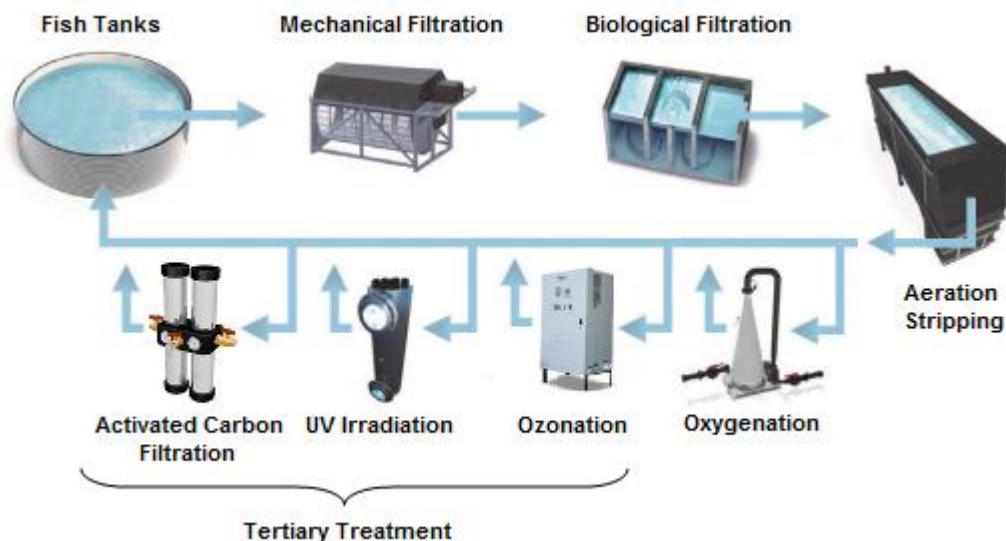 Fish Tanks
Mechanical Filtration
Biological Filtration
Aeration
Stripping
Activated Carbon
Filtration
UV Irradiation
Ozonation
Oxygenation
Tertiary Treatment